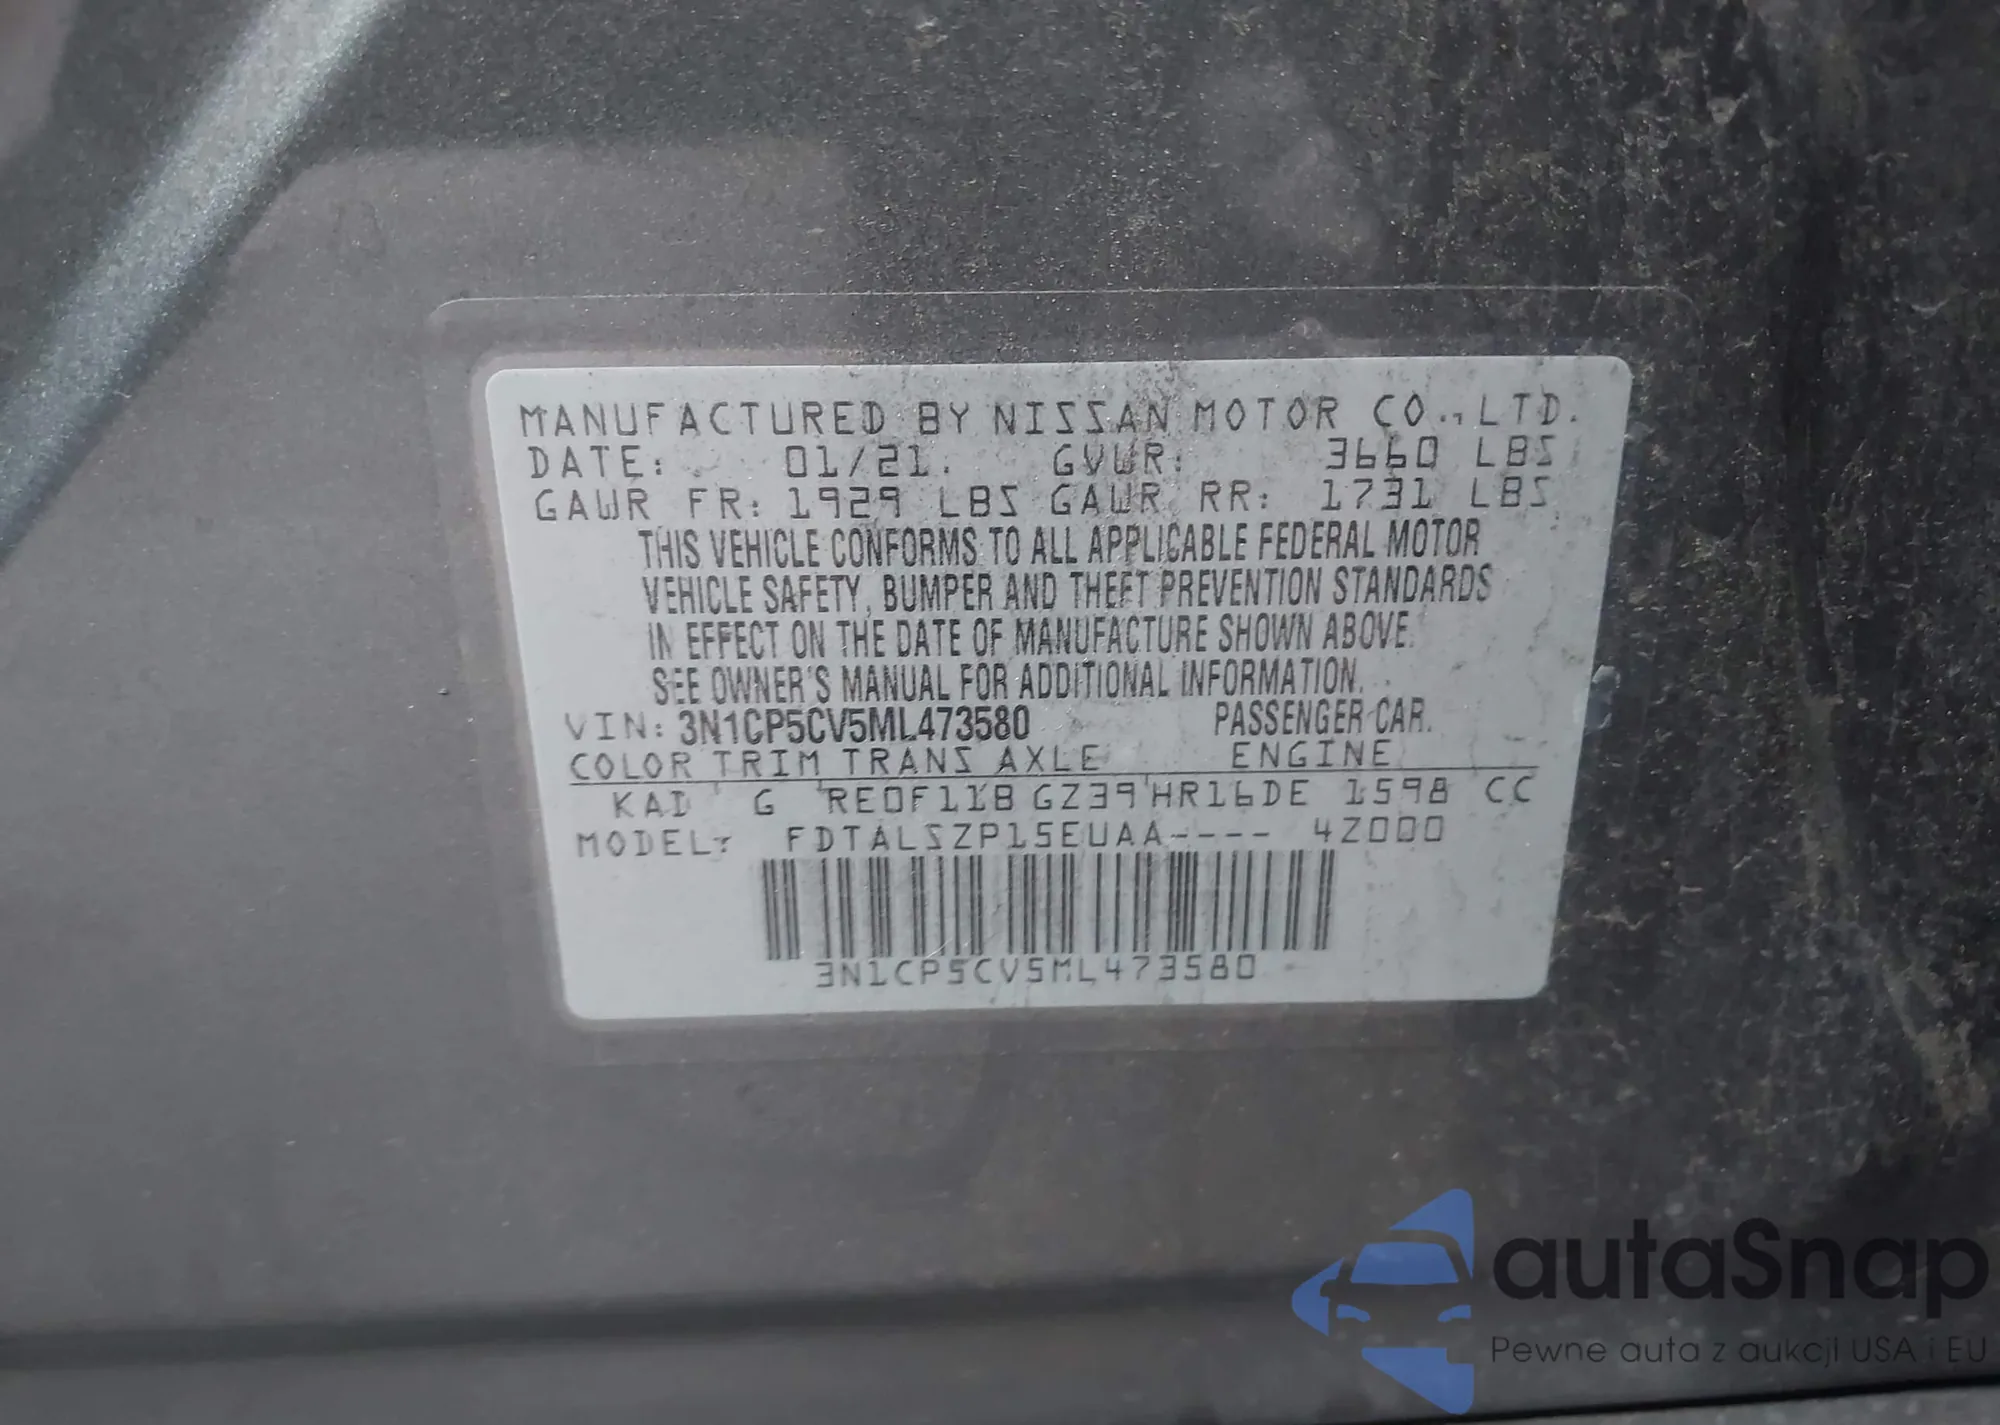 MANUFACTURED BY NISSAN MOTOR CO.,LTD.
DATE: 01/21. GVWR: 3660 LBS
GAWR FR: 1929 LBS GAWR RR: 1731 LBS
THIS VEHICLE CONFORMS TO ALL APPLICABLE FEDERAL MOTOR
VEHICLE SAFETY, BUMPER AND THEFT PREVENTION STANDARDS
IN EFFECT ON THE DATE OF MANUFACTURE SHOWN ABOVE.
SEE OWNER'S MANUAL FOR ADDITIONAL INFORMATION.
VIN: 3N1CP5CV5ML473580 PASSENGER CAR.
COLOR TRIM TRANS AXLE ENGINE
KAD G RE0F11B GZ39 HR16DE 1598 CC
MODEL: FDTALSZP15EUAA---- 4Z000
3N1CP5CV5ML473580
autaSnap
Pewne auta z aukcji USA i EU